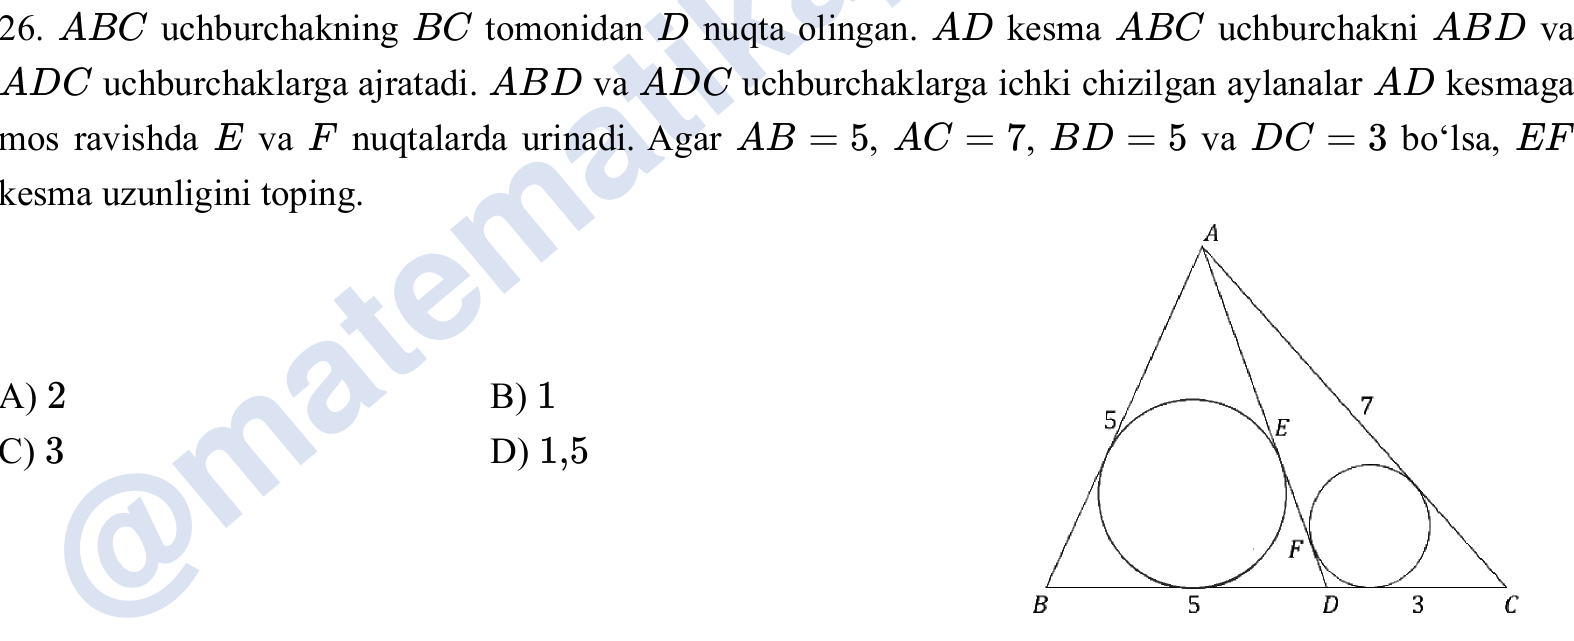 26. ABC uchburchakning BC tomonidan D nuqta olingan. AD kesma ABC uchburchakni ABD va
ADC uchburchaklarga ajratadi. ABD va ADC uchburchaklarga ichki chizilgan aylanalar AD kesmaga
mos ravishda E va F nuqtalarda urinadi. Agar AB = 5, AC = 7, BD = 5 va DC = 3 bo‘lsa, EF
kesma uzunligini toping.
A) 2
B) 1
C) 3
D) 1,5
A
5
E
7
F
B
5
D
3
C
@matematika